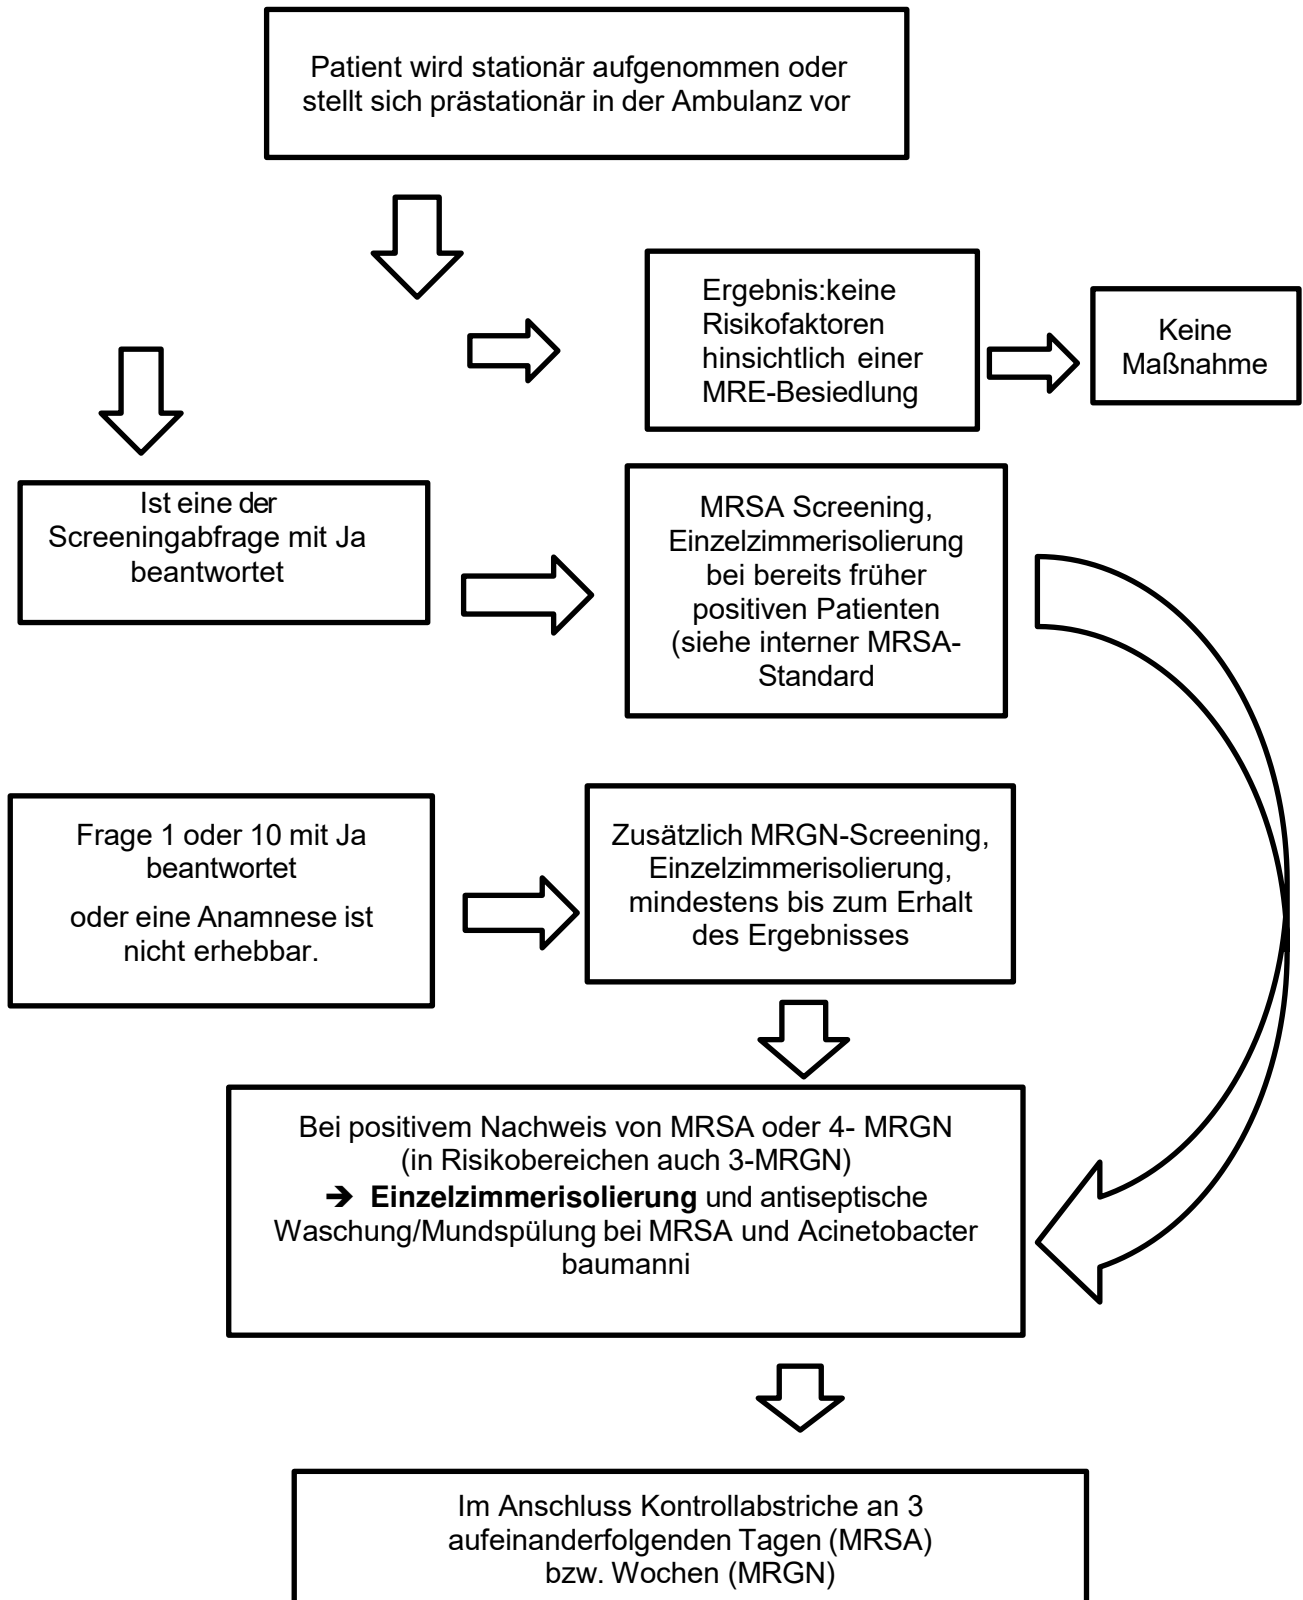 Patient wird stationär aufgenommen oder
stellt sich prästationär in der Ambulanz vor
Ergebnis:keine
Risikofaktoren
hinsichtlich einer
MRE-Besiedlung
Keine
Maßnahme
Ist eine der
Screeningabfrage mit Ja
beantwortet
MRSA Screening,
Einzelzimmerisolierung
bei bereits früher
positiven Patienten
(siehe interner MRSA-
Standard
Frage 1 oder 10 mit Ja
beantwortet
oder eine Anamnese ist
nicht erhebbar.
Zusätzlich MRGN-Screening,
Einzelzimmerisolierung,
mindestens bis zum Erhalt
des Ergebnisses
Bei positivem Nachweis von MRSA oder 4- MRGN
(in Risikobereichen auch 3-MRGN)
➔ Einzelzimmerisolierung und antiseptische
Waschung/Mundspülung bei MRSA und Acinetobacter
baumanni
Im Anschluss Kontrollabstriche an 3
aufeinanderfolgenden Tagen (MRSA)
bzw. Wochen (MRGN)